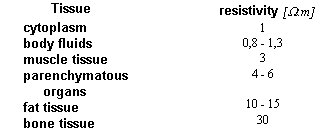 Tissue resistivity [Ωm]
cytoplasm 1
body fluids 0,8 - 1,3
muscle tissue 3
parenchymatous 4 - 6
organs
fat tissue 10 - 15
bone tissue 30